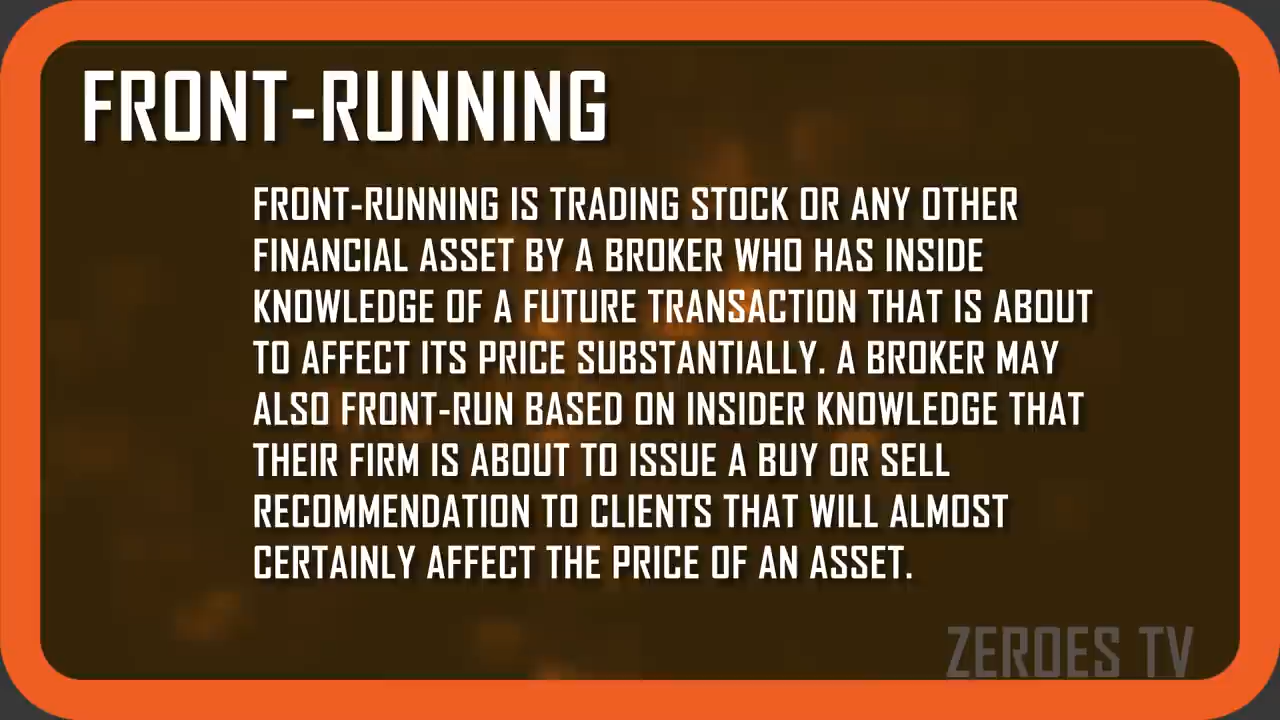 FRONT-RUNNING
FRONT-RUNNING IS TRADING STOCK OR ANY OTHER
FINANCIAL ASSET BY A BROKER WHO HAS INSIDE
KNOWLEDGE OF A FUTURE TRANSACTION THAT IS ABOUT
TO AFFECT ITS PRICE SUBSTANTIALLY. A BROKER MAY
ALSO FRONT-RUN BASED ON INSIDER KNOWLEDGE THAT
THEIR FIRM IS ABOUT TO ISSUE A BUY OR SELL
RECOMMENDATION TO CLIENTS THAT WILL ALMOST
CERTAINLY AFFECT THE PRICE OF AN ASSET.
ZEROES TV